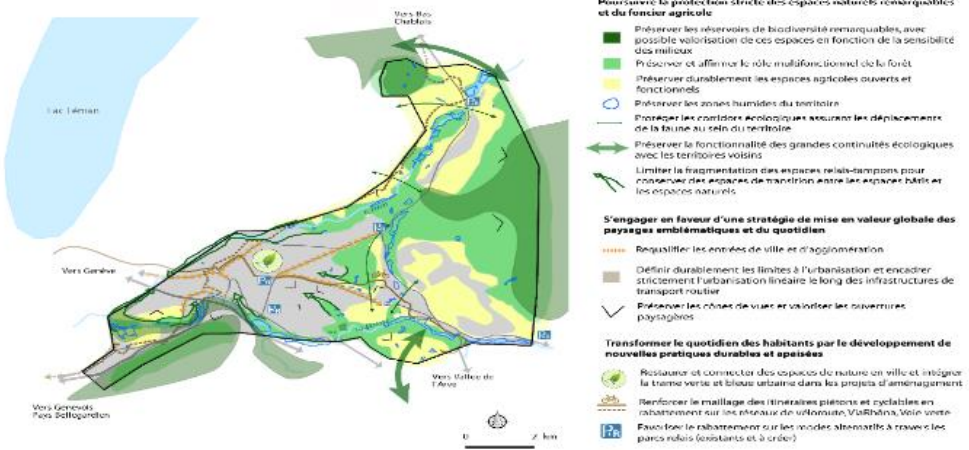 Vers Bas
Chablais
Lac Léman
Vers Genève
Vers Vallée de
l'Arve
Vers Genevois
Pays Bellegardien
0 2 km
Poursuivre la protection stricte des espaces naturels remarquables
et du foncier agricole
Préserver les réservoirs de biodiversité remarquables, avec
possible valorisation de ces espaces en fonction de la sensibilité
des milieux
Préserver et affirmer le rôle multifonctionnel de la forêt
Préserver durablement les espaces agricoles ouverts et
fonctionnels
Préserver les zones humides du territoire
Protéger les corridors écologiques assurant les déplacements
de la faune au sein du territoire
Préserver la fonctionnalité des grandes continuités écologiques
avec les territoires voisins
Limiter la fragmentation des espaces relais-tampons pour
conserver des espaces de transition entre les espaces bâtis et
les espaces naturels
S'engager en faveur d'une stratégie de mise en valeur globale des
paysages emblématiques et du quotidien
Requalifier les entrées de ville et d'agglomération
Définir durablement les limites à l'urbanisation et encadrer
strictement l'urbanisation linéaire le long des infrastructures de
transport routier
Préserver les cônes de vues et valoriser les ouvertures
paysagères
Transformer le quotidien des habitants par le développement de
nouvelles pratiques durables et apaisées
Restaurer et connecter des espaces de nature en ville et intégrer
la trame verte et bleue urbaine dans les projets d'aménagement
Renforcer le maillage des itinéraires piétons et cyclables en
rabattement sur les réseaux de véloroute, ViaRhôna, Voie verte
Favoriser le rabattement sur les modes alternatifs à travers les
parcs relais (existants et à créer)